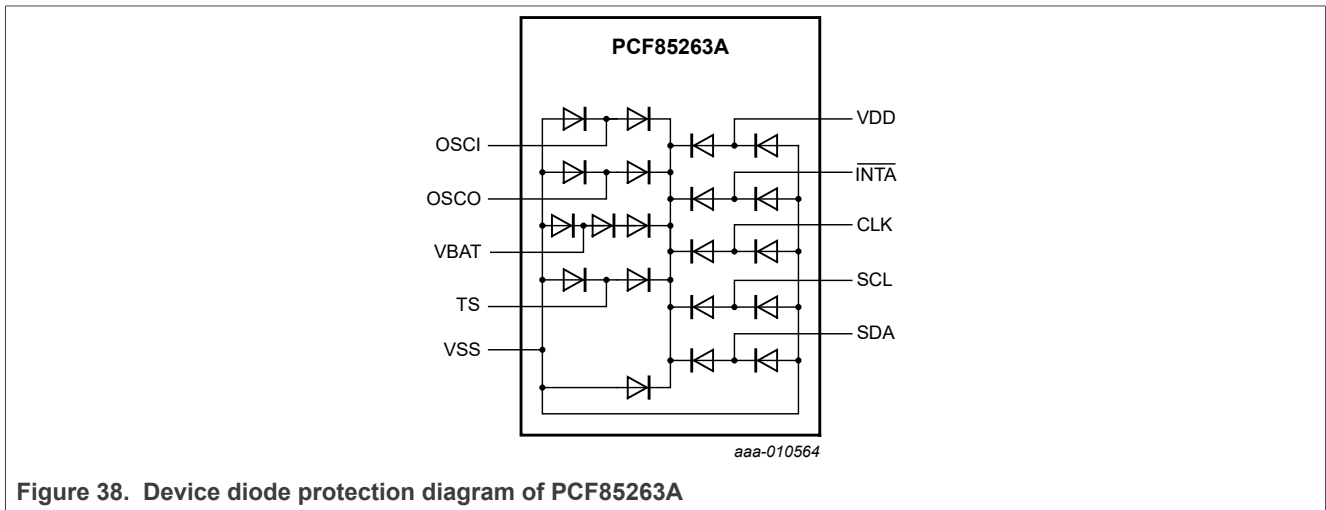 PCF85263A
OSCI
OSCO
VBAT
TS
VSS
VDD
INTA
CLK
SCL
SDA
aaa-010564
Figure 38. Device diode protection diagram of PCF85263A